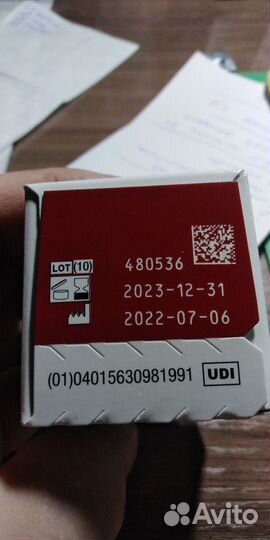 LOT (10) 480536
2023-12-31
2022-07-06
(01)04015630981991 UDI
Avito